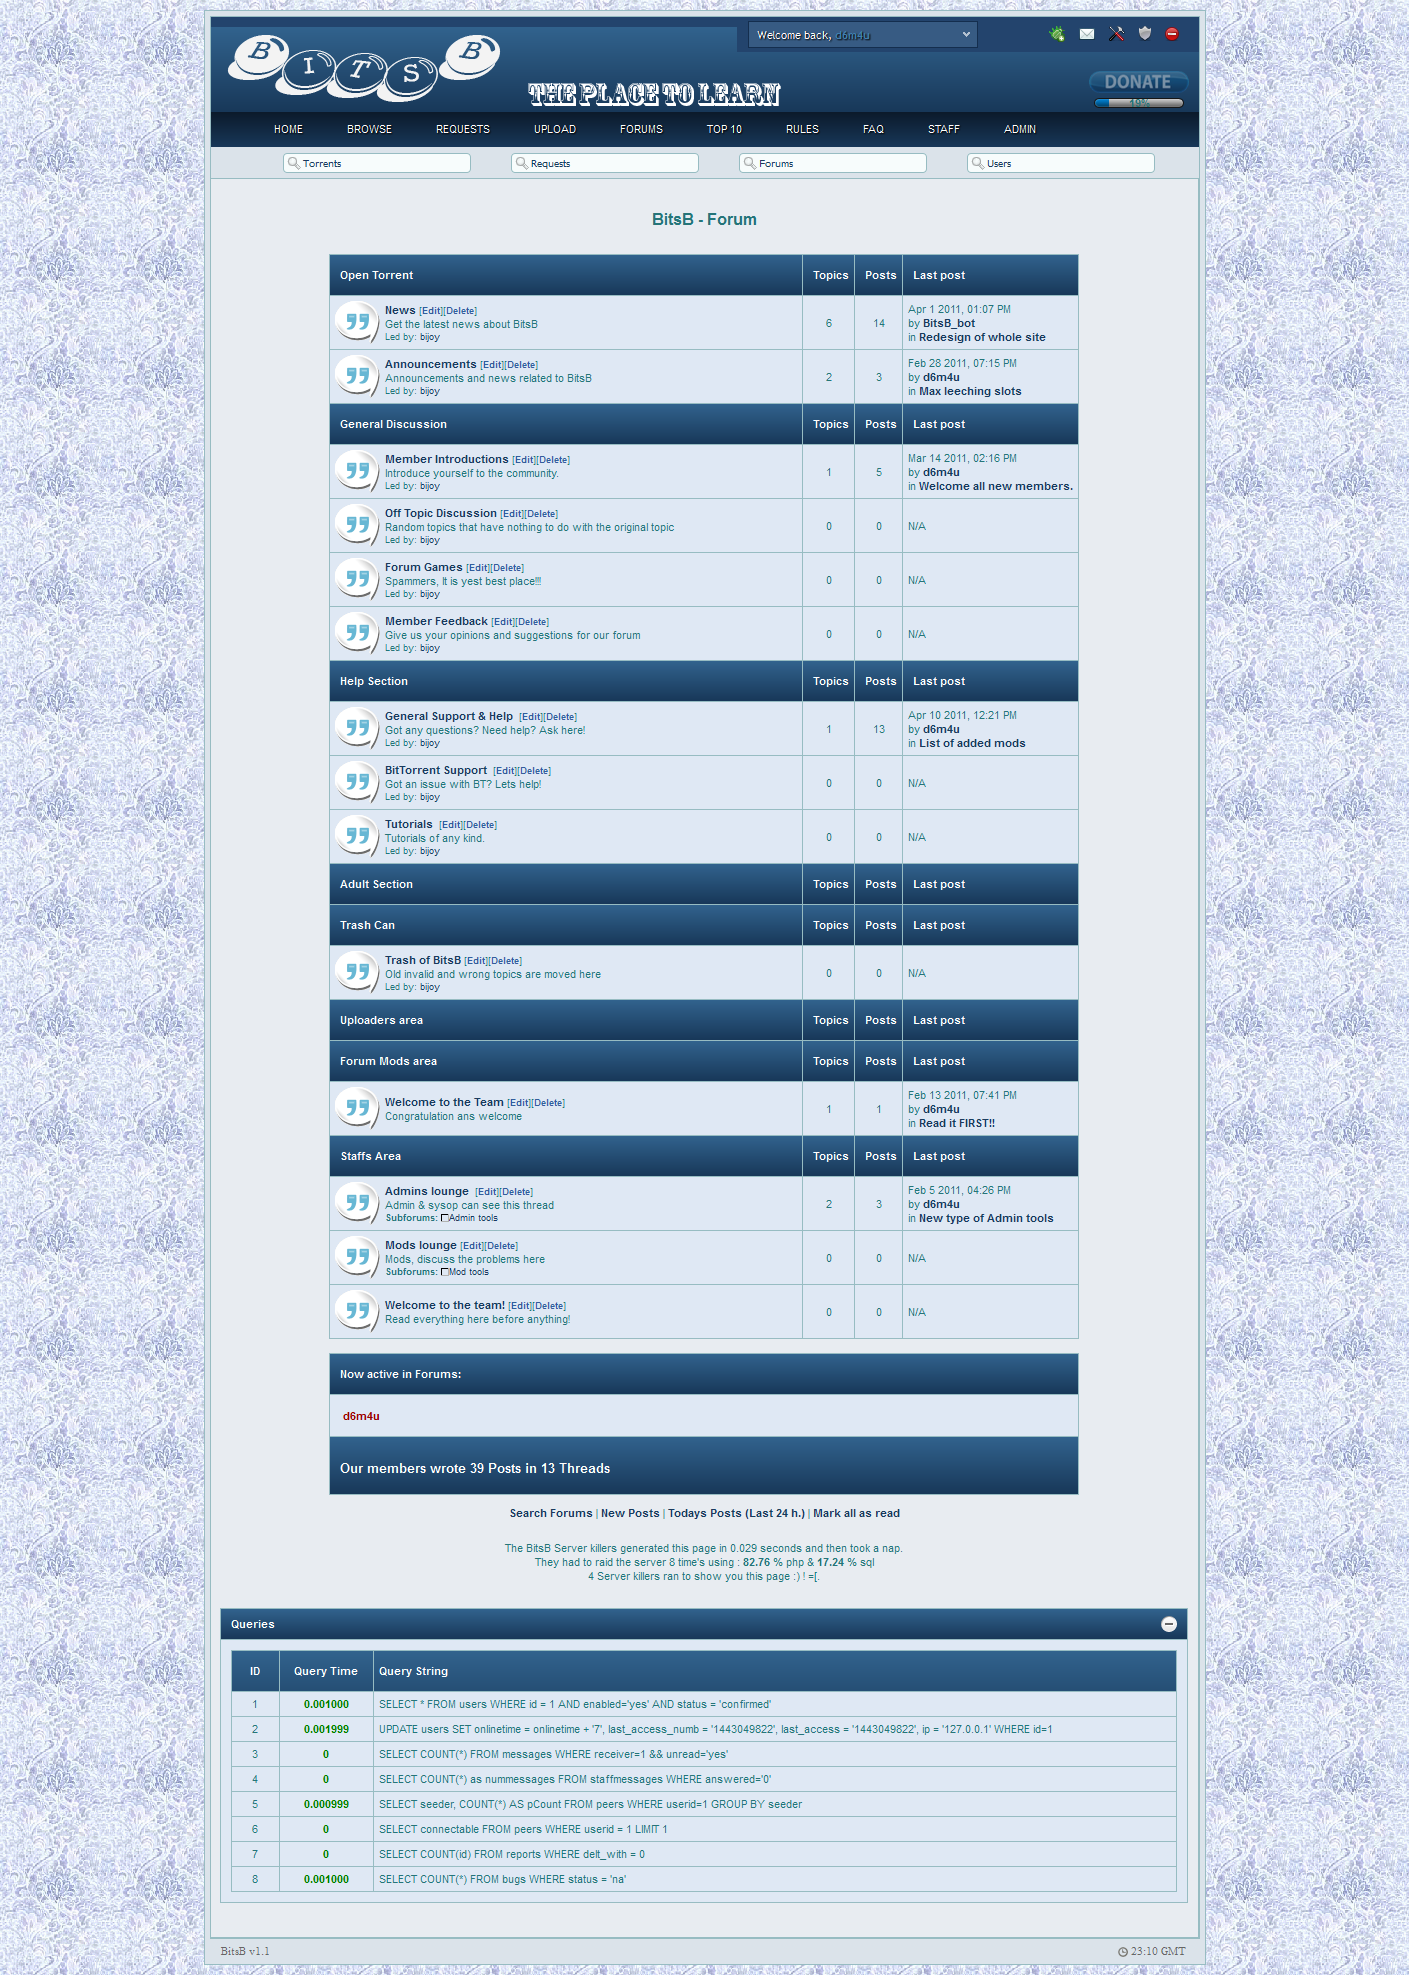 BITSB
THE PLACE TO LEARN
Welcome back, d6m4u
DONATE
19%
HOME BROWSE REQUESTS UPLOAD FORUMS TOP 10 RULES FAQ STAFF ADMIN
Torrents Requests Forums Users
BitsB - Forum
Open Torrent Topics Posts Last post
News [Edit][Delete]
Get the latest news about BitsB
Led by: bijoy
6 14
Apr 1 2011, 01:07 PM
by BitsB_bot
in Redesign of whole site
Announcements [Edit][Delete]
Announcements and news related to BitsB
Led by: bijoy
2 3
Feb 28 2011, 07:15 PM
by d6m4u
in Max leeching slots
General Discussion Topics Posts Last post
Member Introductions [Edit][Delete]
Introduce yourself to the community.
Led by: bijoy
1 5
Mar 14 2011, 02:16 PM
by d6m4u
in Welcome all new members.
Off Topic Discussion [Edit][Delete]
Random topics that have nothing to do with the original topic
Led by: bijoy
0 0 N/A
Forum Games [Edit][Delete]
Spammers, It is yest best place!!!
Led by: bijoy
0 0 N/A
Member Feedback [Edit][Delete]
Give us your opinions and suggestions for our forum
Led by: bijoy
0 0 N/A
Help Section Topics Posts Last post
General Support & Help [Edit][Delete]
Got any questions? Need help? Ask here!
Led by: bijoy
1 13
Apr 10 2011, 12:21 PM
by d6m4u
in List of added mods
BitTorrent Support [Edit][Delete]
Got an issue with BT? Lets help!
Led by: bijoy
0 0 N/A
Tutorials [Edit][Delete]
Tutorials of any kind.
Led by: bijoy
0 0 N/A
Adult Section Topics Posts Last post
Trash Can Topics Posts Last post
Trash of BitsB [Edit][Delete]
Old invalid and wrong topics are moved here
Led by: bijoy
0 0 N/A
Uploaders area Topics Posts Last post
Forum Mods area Topics Posts Last post
Welcome to the Team [Edit][Delete]
Congratulation ans welcome
1 1
Feb 13 2011, 07:41 PM
by d6m4u
in Read it FIRST!!
Staffs Area Topics Posts Last post
Admins lounge [Edit][Delete]
Admin & sysop can see this thread
Subforums: Admin tools
2 3
Feb 5 2011, 04:26 PM
by d6m4u
in New type of Admin tools
Mods lounge [Edit][Delete]
Mods, discuss the problems here
Subforums: Mod tools
0 0 N/A
Welcome to the team! [Edit][Delete]
Read everything here before anything!
0 0 N/A
Now active in Forums:
d6m4u
Our members wrote 39 Posts in 13 Threads
Search Forums | New Posts | Todays Posts (Last 24 h.) | Mark all as read
The BitsB Server killers generated this page in 0.029 seconds and then took a nap.
They had to raid the server 8 time's using : 82.76 % php & 17.24 % sql
4 Server killers ran to show you this page :) ! =[.
Queries
ID Query Time Query String
1 0.001000 SELECT * FROM users WHERE id = 1 AND enabled='yes' AND status = 'confirmed'
2 0.001999 UPDATE users SET onlinetime = onlinetime + '7', last_access_numb = '1443049822', last_access = '1443049822', ip = '127.0.0.1' WHERE id=1
3 0 SELECT COUNT(*) FROM messages WHERE receiver=1 && unread='yes'
4 0 SELECT COUNT(*) as nummessages FROM staffmessages WHERE answered='0'
5 0.000999 SELECT seeder, COUNT(*) AS pCount FROM peers WHERE userid=1 GROUP BY seeder
6 0 SELECT connectable FROM peers WHERE userid = 1 LIMIT 1
7 0 SELECT COUNT(id) FROM reports WHERE delt_with = 0
8 0.001000 SELECT COUNT(*) FROM bugs WHERE status = 'na'
BitsB v1.1
23:10 GMT